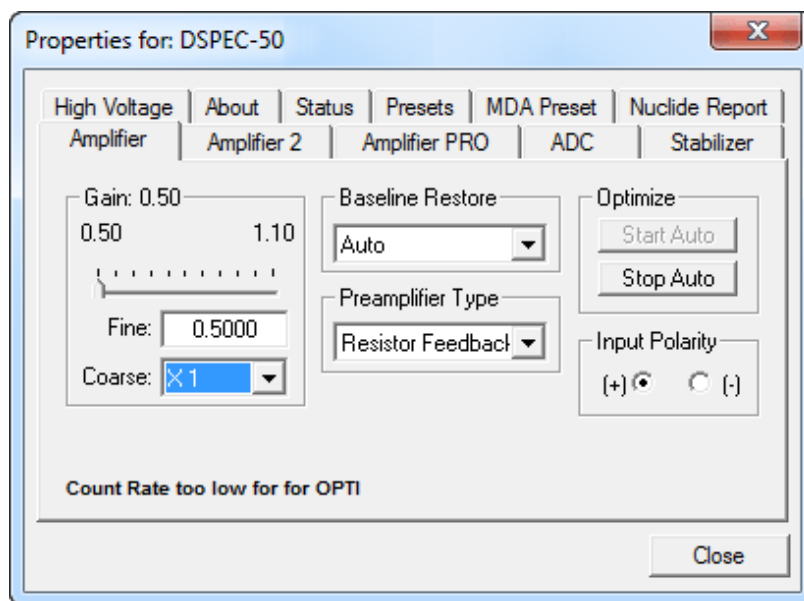 Properties for: DSPEC-50
High Voltage About Status Presets MDA Preset Nuclide Report
Amplifier Amplifier 2 Amplifier PRO ADC Stabilizer
Gain: 0.50
0.50 1.10
Fine: 0.5000
Coarse: X 1
Baseline Restore
Auto
Preamplifier Type
Resistor Feedback
Optimize
Start Auto
Stop Auto
Input Polarity
(+) (-)
Count Rate too low for for OPTI
Close